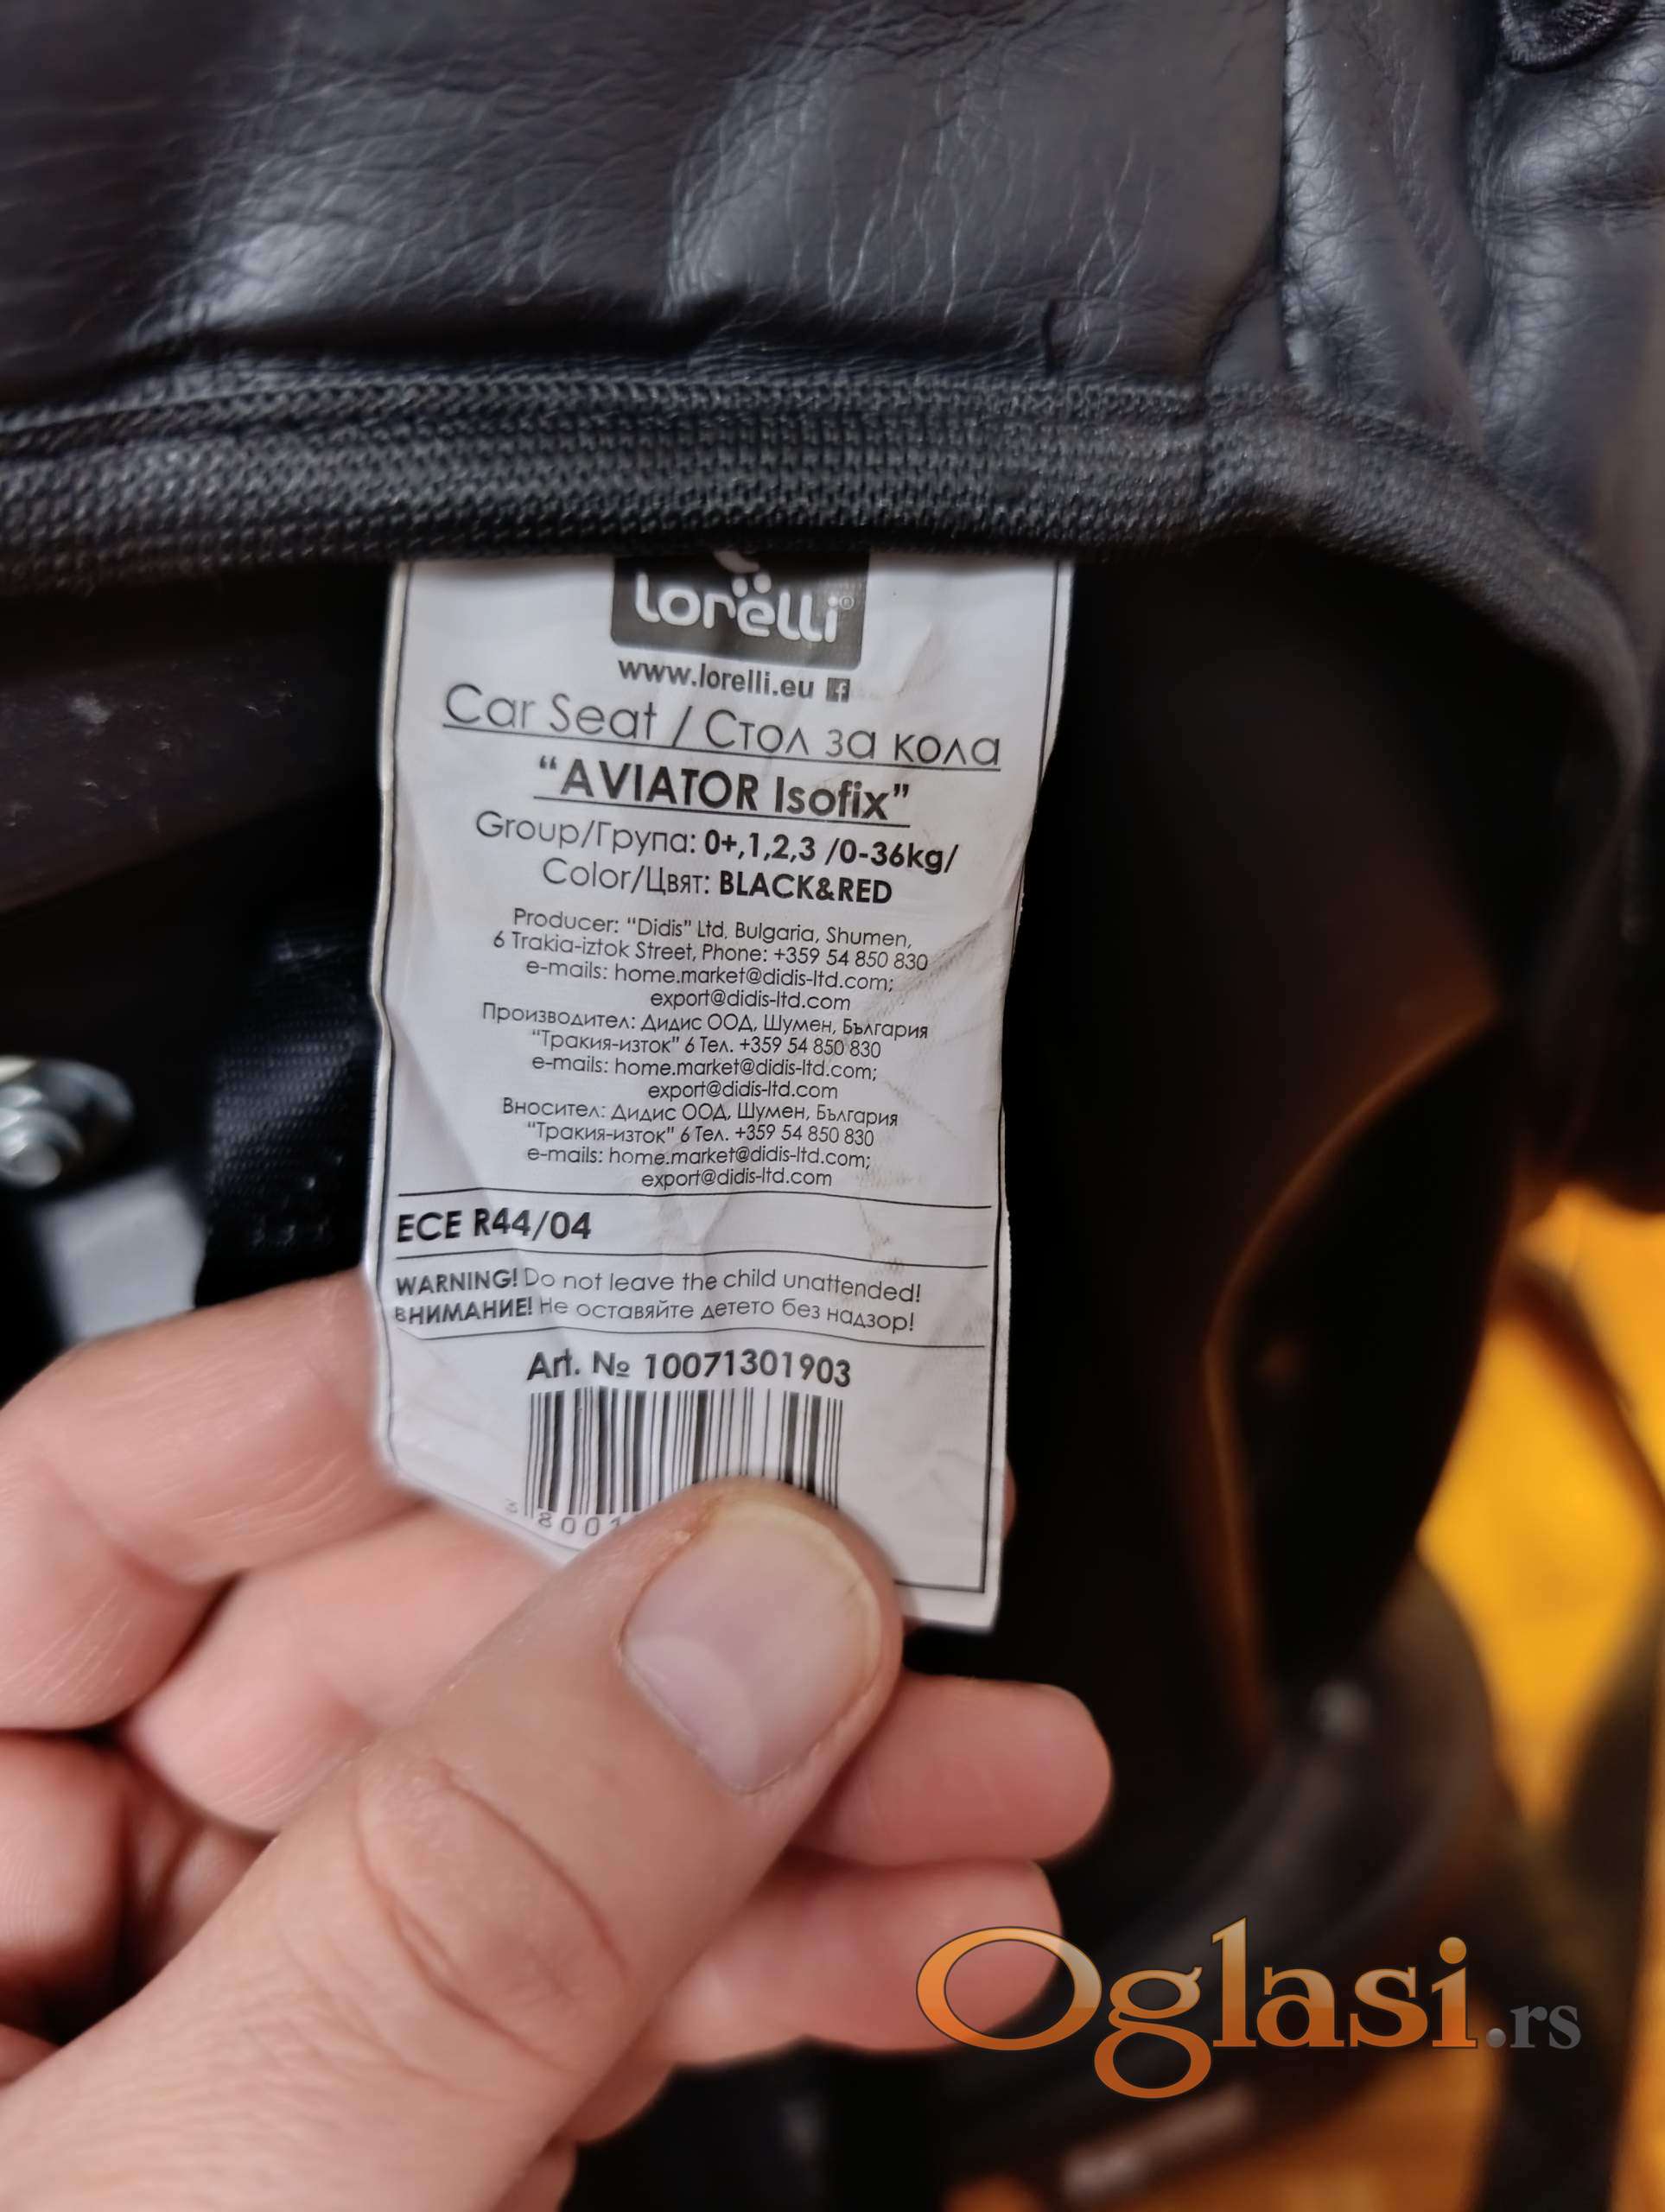 lorelli®
www.lorelli.eu
Car Seat / Стол за кола
“AVIATOR Isofix”
Group/Група: 0+,1,2,3 /0-36kg/
Color/Цвят: BLACK&RED
Producer: “Didis” Ltd. Bulgaria, Shumen,
6 Trakia-iztok Street, Phone: +359 54 850 830
e-mails: home.market@didis-ltd.com;
export@didis-ltd.com
Производител: Дидис ООД, Шумен, България
“Тракия-изток” 6 Тел. +359 54 850 830
e-mails: home.market@didis-ltd.com;
export@didis-ltd.com
Вносител: Дидис ООД, Шумен, България
“Тракия-изток” 6 Тел. +359 54 850 830
e-mails: home.market@didis-ltd.com;
export@didis-ltd.com
ECE R44/04
WARNING! Do not leave the child unattended!
ВНИМАНИЕ! Не оставяйте детето без надзор!
Art. № 10071301903
3 8001
Oglasi.rs